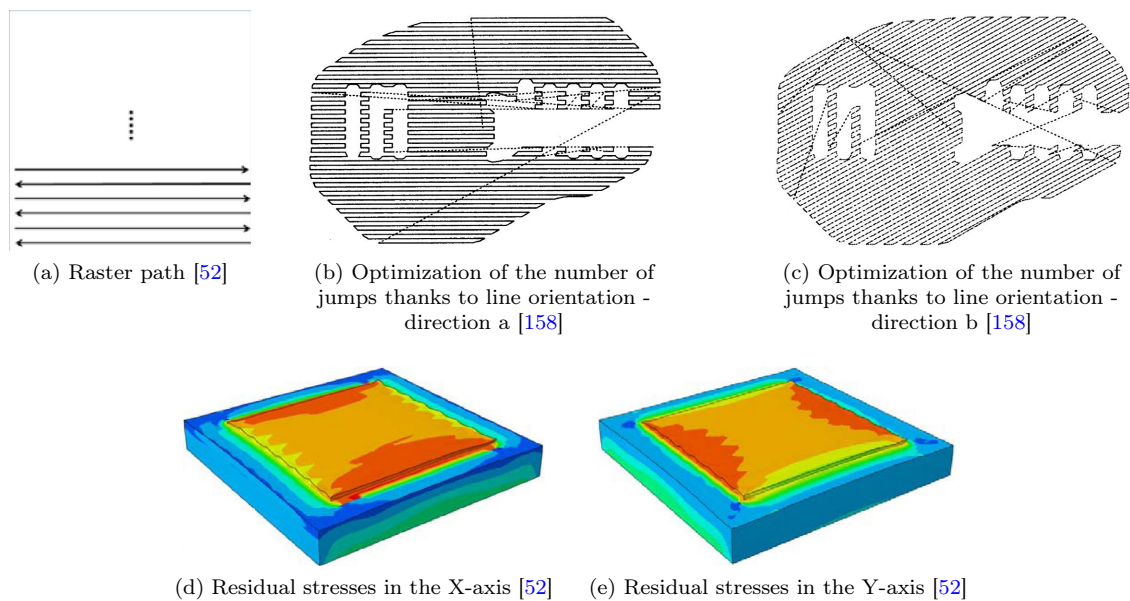 (a) Raster path [52]
(b) Optimization of the number of
jumps thanks to line orientation -
direction a [158]
(c) Optimization of the number of
jumps thanks to line orientation -
direction b [158]
(d) Residual stresses in the X-axis [52]
(e) Residual stresses in the Y-axis [52]